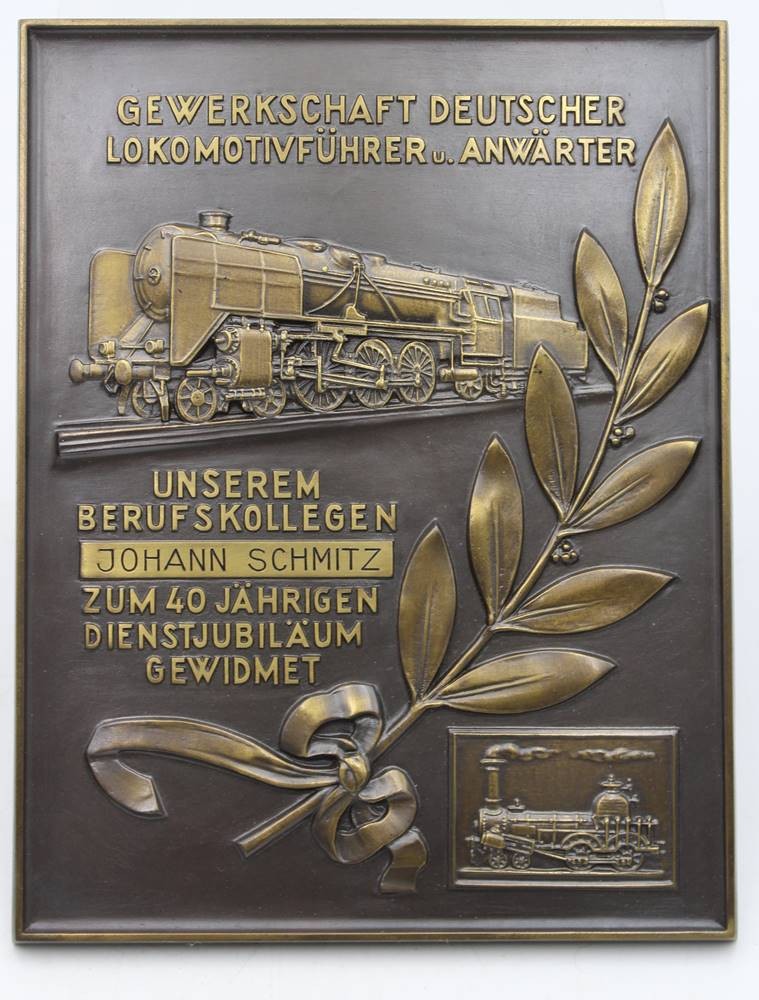 GEWERKSCHAFT DEUTSCHER
LOKOMOTIVFÜHRER u. ANWÄRTER
UNSEREM
BERUFSKOLLEGEN
JOHANN SCHMITZ
ZUM 40 JÄHRIGEN
DIENSTJUBILÄUM
GEWIDMET